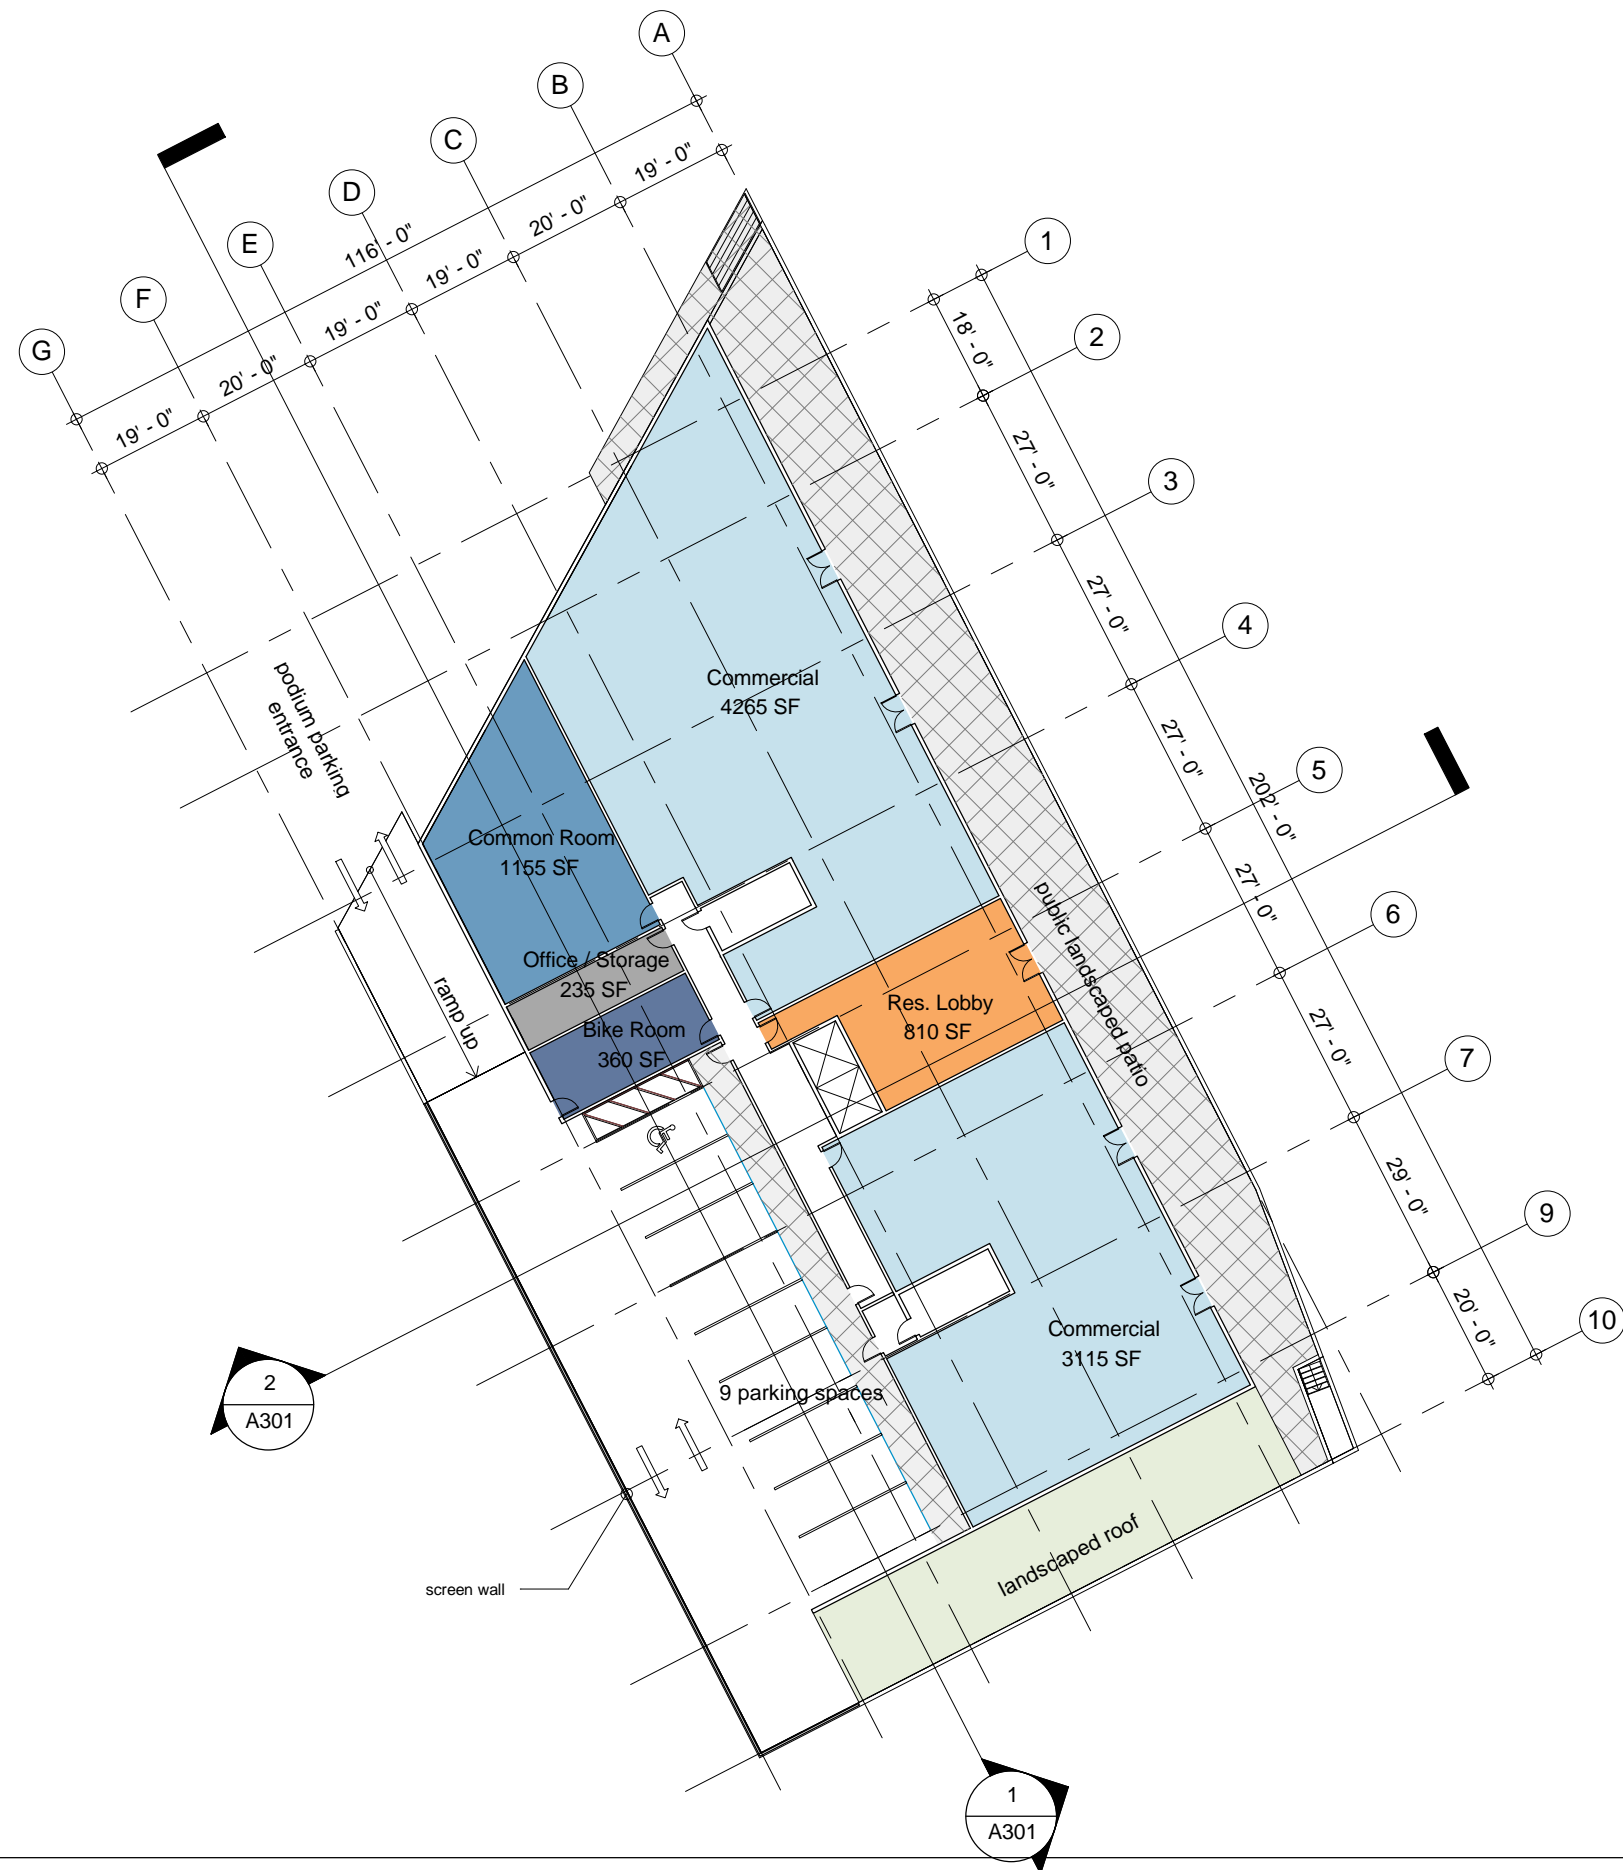 A
B
C
D
E
F
G
116' - 0"
19' - 0"
20' - 0"
19' - 0"
19' - 0"
20' - 0"
19' - 0"
1
2
3
4
5
6
7
9
10
18' - 0"
27' - 0"
27' - 0"
27' - 0"
27' - 0"
27' - 0"
29' - 0"
20' - 0"
202' - 0"
podium parking
entrance
Commercial
4265 SF
Common Room
1155 SF
Office / Storage
235 SF
Bike Room
360 SF
Res. Lobby
810 SF
public landscaped patio
ramp up
Commercial
3115 SF
9 parking spaces
landscaped roof
screen wall
2
A301
1
A301